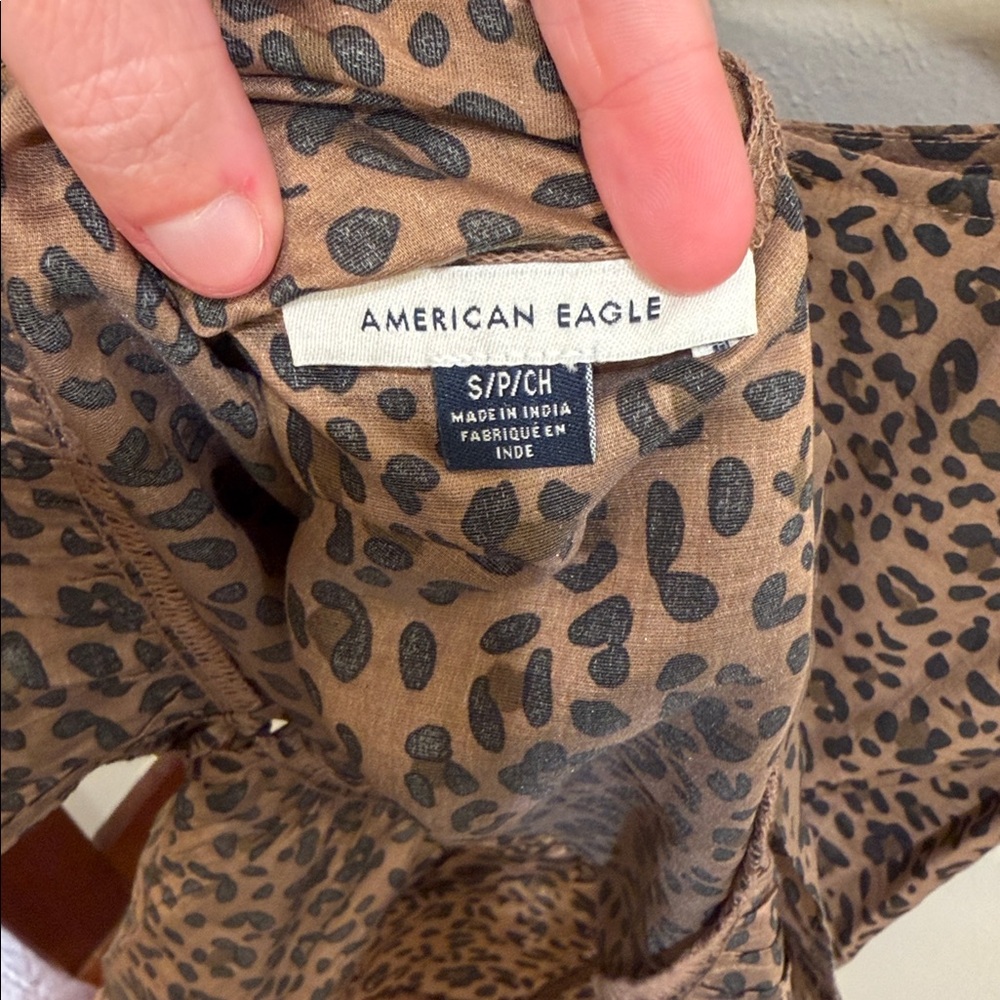 AMERICAN EAGLE
S/P/CH
MADE IN INDIA
FABRIQUÉ EN
INDE